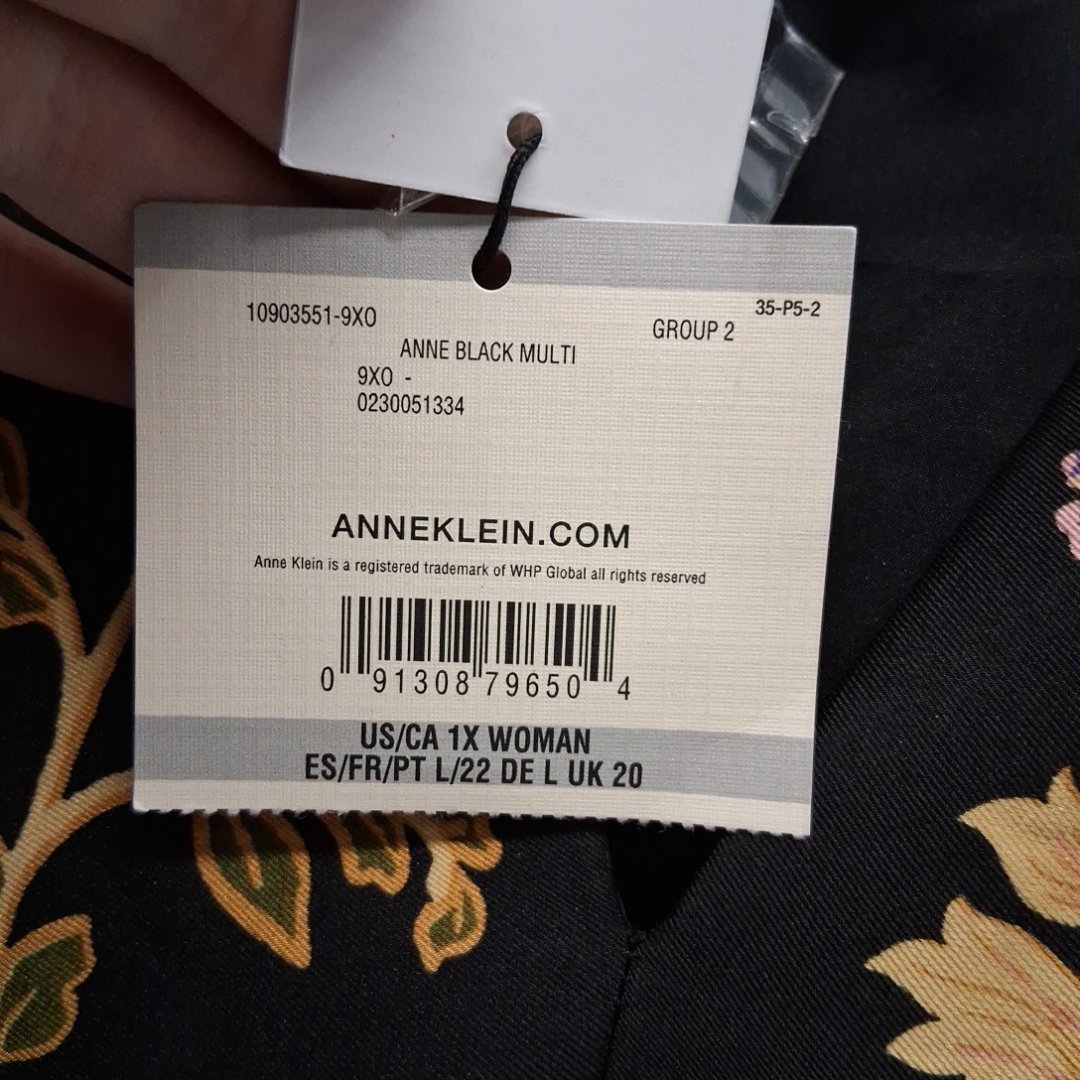 35-P5-2
10903551-9XO
GROUP 2
ANNE BLACK MULTI
9XO -
0230051334
ANNEKLEIN.COM
Anne Klein is a registered trademark of WHP Global all rights reserved
0 91308 79650 4
US/CA 1X WOMAN
ES/FR/PT L/22 DE L UK 20